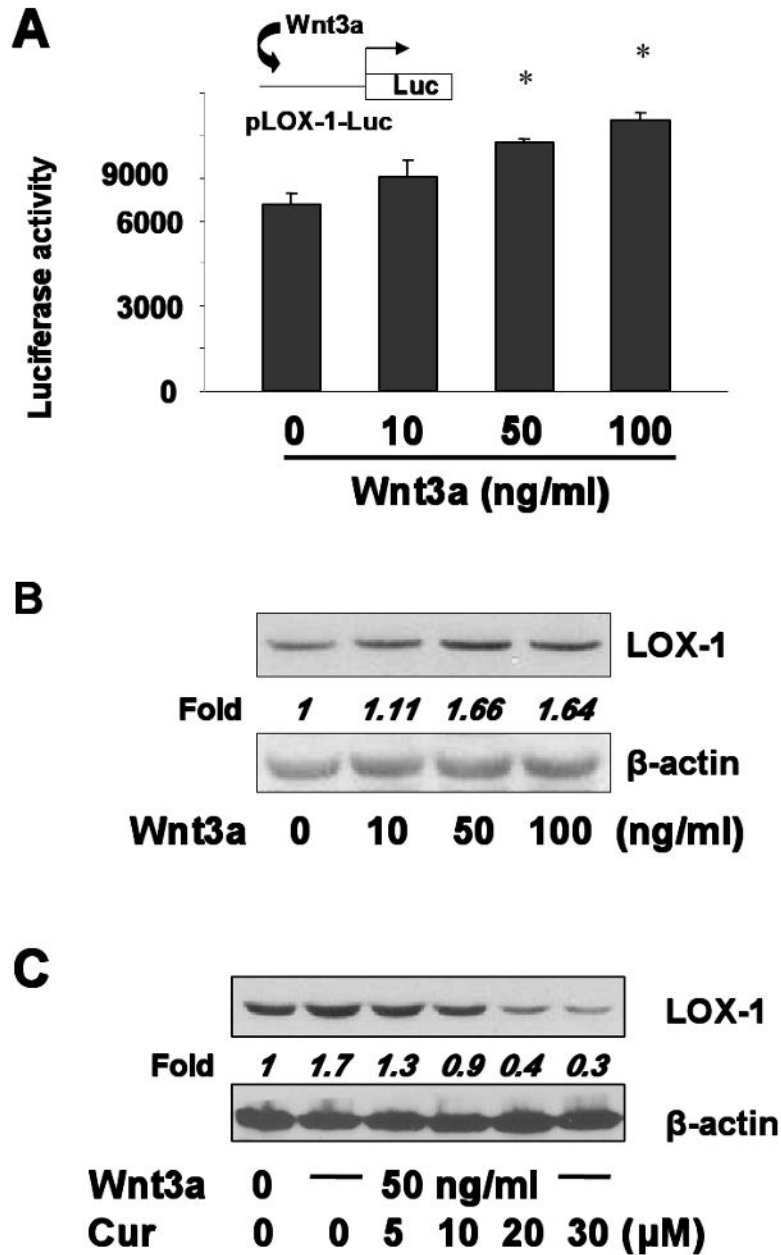 A
Wnt3a
Luc
pLOX-1-Luc
* *
Luciferase activity
9000
6000
3000
0
0 10 50 100
Wnt3a (ng/ml)
B
LOX-1
Fold 1 1.11 1.66 1.64
β-actin
Wnt3a 0 10 50 100 (ng/ml)
C
LOX-1
Fold 1 1.7 1.3 0.9 0.4 0.3
β-actin
Wnt3a 0 50 ng/ml
Cur 0 0 5 10 20 30 (µM)